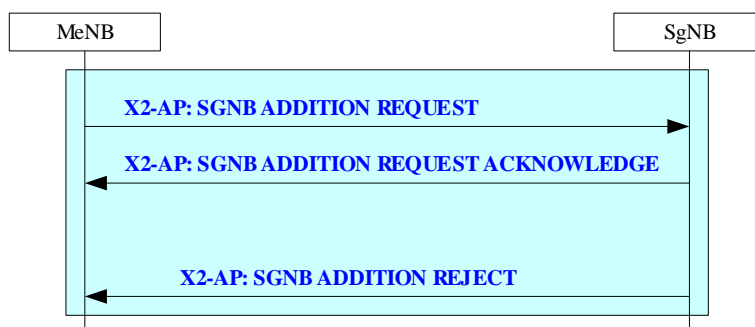 MeNB
SgNB
X2-AP: SGNB ADDITION REQUEST
X2-AP: SGNB ADDITION REQUEST ACKNOWLEDGE
X2-AP: SGNB ADDITION REJECT